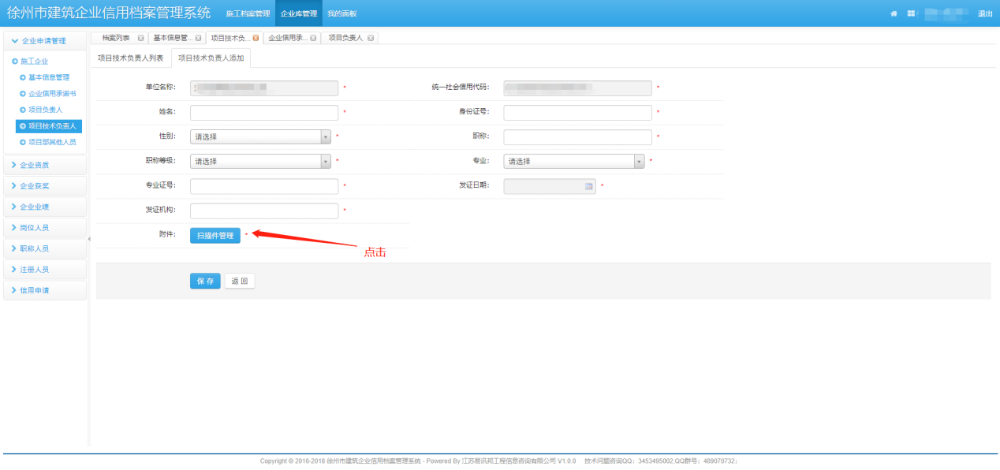 徐州市建筑企业信用档案管理系统 施工档案管理 企业库管理 我的面板 退出
企业申请管理
施工企业
基本信息管理
企业信用承诺书
项目负责人
项目技术负责人
项目部其他人员
企业资质
企业获奖
企业业绩
岗位人员
职称人员
注册人员
信用申请
档案列表 基本信息管... 项目技术负... 企业信用承... 项目负责人
项目技术负责人列表 项目技术负责人添加
单位名称: * 统一社会信用代码: *
姓名: * 身份证号: *
性别: 请选择 * 职称: *
职称等级: 请选择 * 专业: 请选择 *
专业证号: * 发证日期: *
发证机构: *
附件: 扫描件管理 *
点击
保存 返回
Copyright © 2016-2018 徐州市建筑企业信用档案管理系统 - Powered By 江苏易讯邦工程信息咨询有限公司 V1.0.0 技术问题咨询QQ：3453495002,QQ群号：489070732；